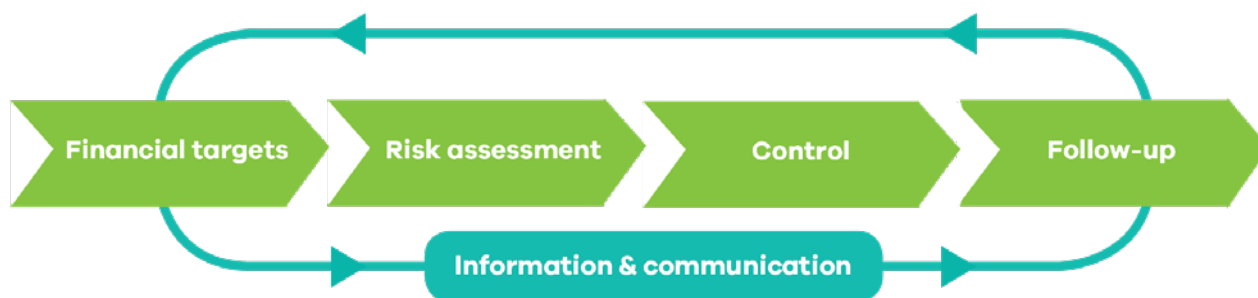 Financial targets
Risk assessment
Control
Follow-up
Information & communication